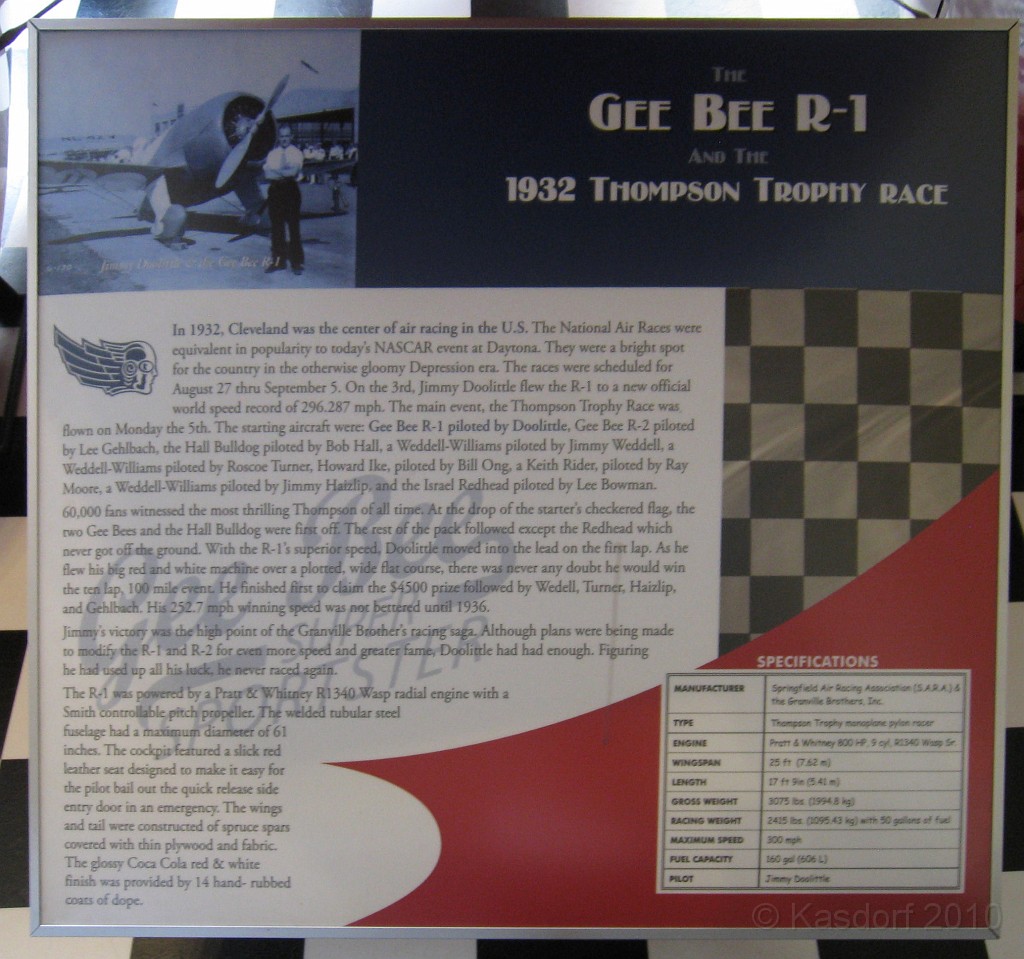 THE
GEE BEE R-1
AND THE
1932 THOMPSON TROPHY RACE
Jimmy Doolittle & the Gee Bee R-1
In 1932, Cleveland was the center of air racing in the U.S. The National Air Races were
equivalent in popularity to today's NASCAR event at Daytona. They were a bright spot
for the country in the otherwise gloomy Depression era. The races were scheduled for
August 27 thru September 5. On the 3rd, Jimmy Doolittle flew the R-1 to a new official
world speed record of 296.287 mph. The main event, the Thompson Trophy Race was
flown on Monday the 5th. The starting aircraft were: Gee Bee R-1 piloted by Doolittle, Gee Bee R-2 piloted
by Lee Gehlbach, the Hall Bulldog piloted by Bob Hall, a Weddell-Williams piloted by Jimmy Weddell, a
Weddell-Williams piloted by Roscoe Turner, Howard Ike, piloted by Bill Ong, a Keith Rider, piloted by Ray
Moore, a Weddell-Williams piloted by Jimmy Haizlip, and the Israel Redhead piloted by Lee Bowman.
60,000 fans witnessed the most thrilling Thompson of all time. At the drop of the starter's checkered flag, the
two Gee Bees and the Hall Bulldog were first off. The rest of the pack followed except the Redhead which
never got off the ground. With the R-1's superior speed, Doolittle moved into the lead on the first lap. As he
flew his big red and white machine over a plotted, wide flat course, there was never any doubt he would win
the ten lap, 100 mile event. He finished first to claim the $4500 prize followed by Wedell, Turner, Haizlip,
and Gehlbach. His 252.7 mph winning speed was not bettered until 1936.
Jimmy's victory was the high point of the Granville Brother's racing saga. Although plans were being made
to modify the R-1 and R-2 for even more speed and greater fame, Doolittle had had enough. Figuring
he had used up all his luck, he never raced again.
The R-1 was powered by a Pratt & Whitney R1340 Wasp radial engine with a
Smith controllable pitch propeller. The welded tubular steel
fuselage had a maximum diameter of 61
inches. The cockpit featured a slick red
leather seat designed to make it easy for
the pilot bail out the quick release side
entry door in an emergency. The wings
and tail were constructed of spruce spars
covered with thin plywood and fabric.
The glossy Coca Cola red & white
finish was provided by 14 hand- rubbed
coats of dope.
Gee Bee
SUPER
SPORTSTER
SPECIFICATIONS
MANUFACTURER Springfield Air Racing Association (S.A.R.A.) &
the Granville Brothers, Inc.
TYPE Thompson Trophy monoplane pylon racer
ENGINE Pratt & Whitney 800 HP, 9 cyl, R1340 Wasp Sr.
WINGSPAN 25 ft (7.62 m)
LENGTH 17 ft 9in (5.41 m)
GROSS WEIGHT 3075 lbs. (1994.8 kg)
RACING WEIGHT 2415 lbs. (1095.43 kg) with 50 gallons of fuel
MAXIMUM SPEED 300 mph
FUEL CAPACITY 160 gal (606 L)
PILOT Jimmy Doolittle
© Kasdorf 2010